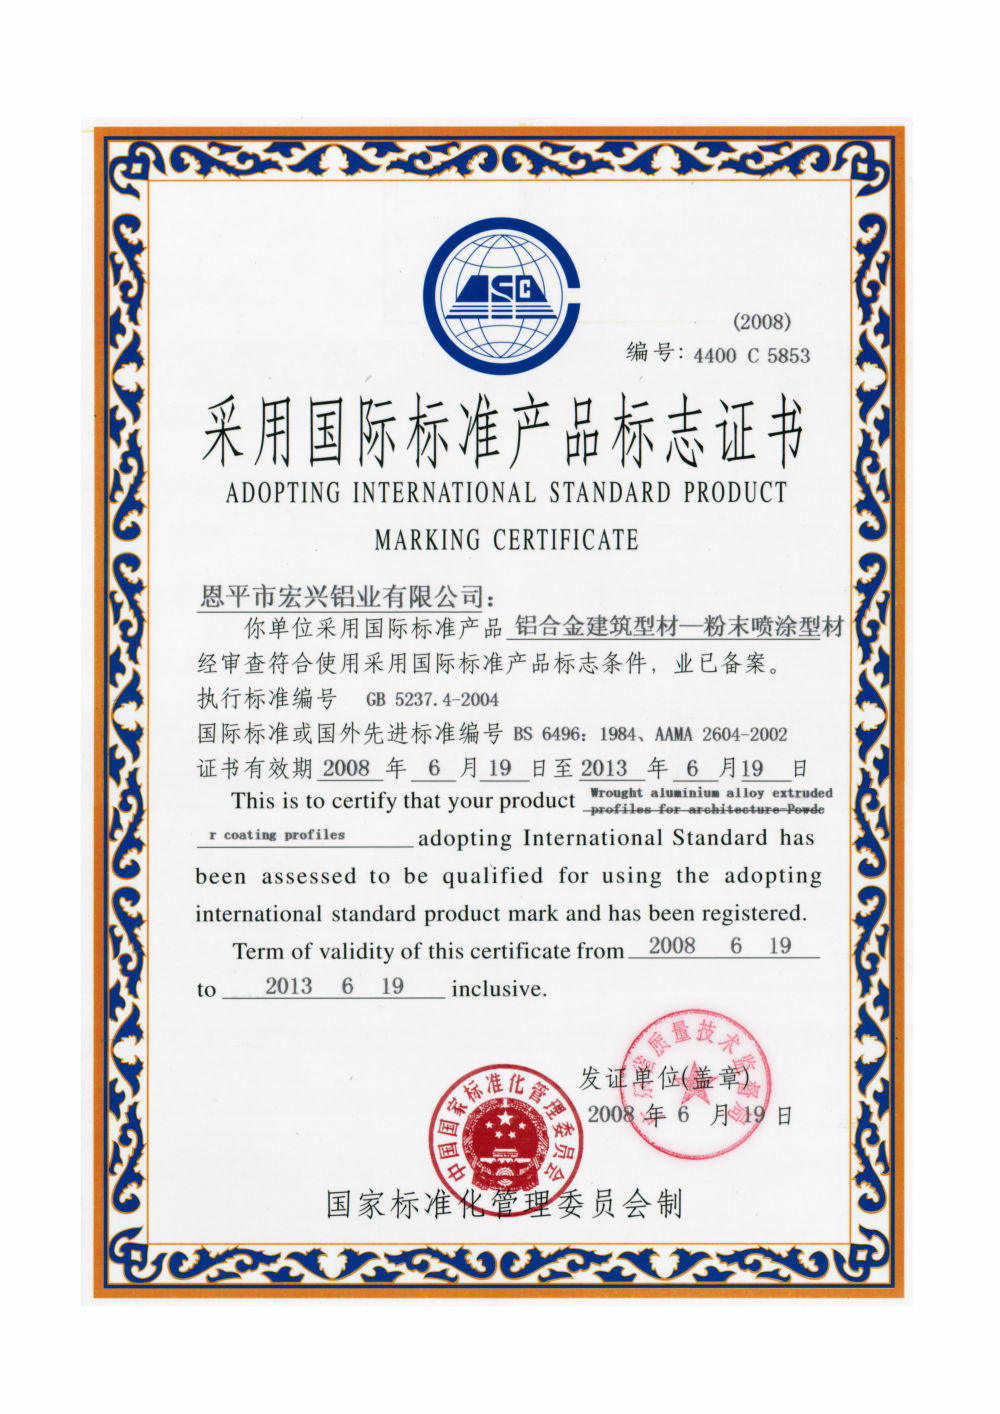 (2008)
编号：4400 C 5853
采用国际标准产品标志证书
ADOPTING INTERNATIONAL STANDARD PRODUCT
MARKING CERTIFICATE
恩平市宏兴铝业有限公司：
你单位采用国际标准产品 铝合金建筑型材—粉末喷涂型材
经审查符合使用采用国际标准产品标志条件，业已备案。
执行标准编号 GB 5237.4-2004
国际标准或国外先进标准编号 BS 6496：1984、AAMA 2604-2002
证书有效期 2008 年 6 月 19 日至 2013 年 6 月 19 日
This is to certify that your product Wrought aluminium alloy extruded
profiles for architecture-Powde
r coating profiles adopting International Standard has
been assessed to be qualified for using the adopting
international standard product mark and has been registered.
Term of validity of this certificate from 2008 6 19
to 2013 6 19 inclusive.
质量技术监督局
发证单位(盖章)
2008 年 6 月 19 日
中国国家标准化管理委员会
国家标准化管理委员会制